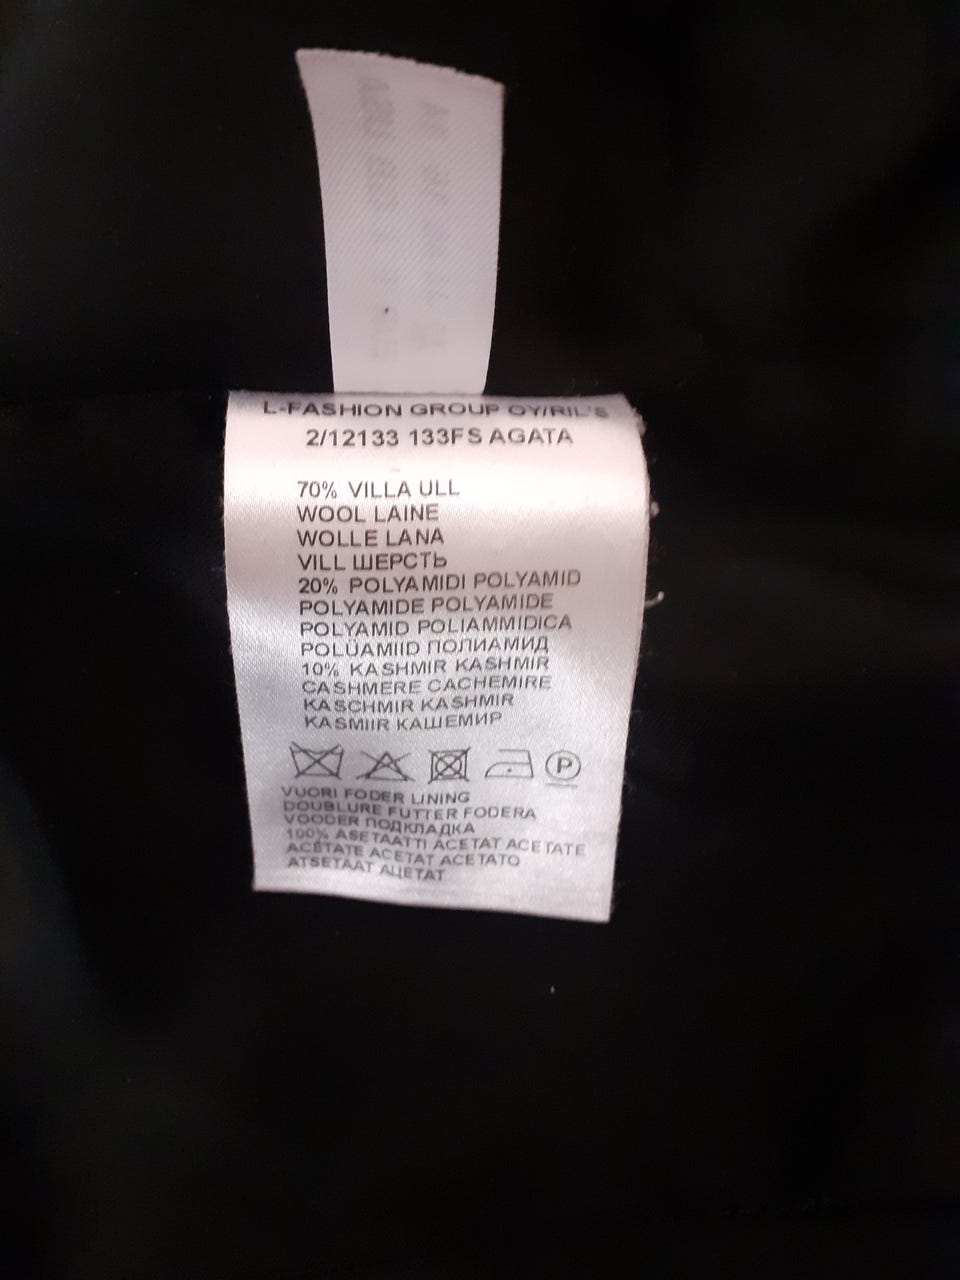 L-FASHION GROUP OY/RIL'S
2/12133 133FS AGATA
70% VILLA ULL
WOOL LAINE
WOLLE LANA
VILL ШЕРСТЬ
20% POLYAMIDI POLYAMID
POLYAMIDE POLYAMIDE
POLYAMID POLIAMMIDICA
POLÜAMIID ПОЛИАМИД
10% KASHMIR KASHMIR
CASHMERE CACHEMIRE
KASCHMIR KASHMIR
KASMIIR КАШЕМИР
P
VUORI FODER LINING
DOUBLURE FUTTER FODERA
VOODER ПОДКЛАДКА
100% ASETAATTI ACETAT ACETATE
ACÉTATE ACETAT ACETATO
ATSETAAT АЦЕТАТ